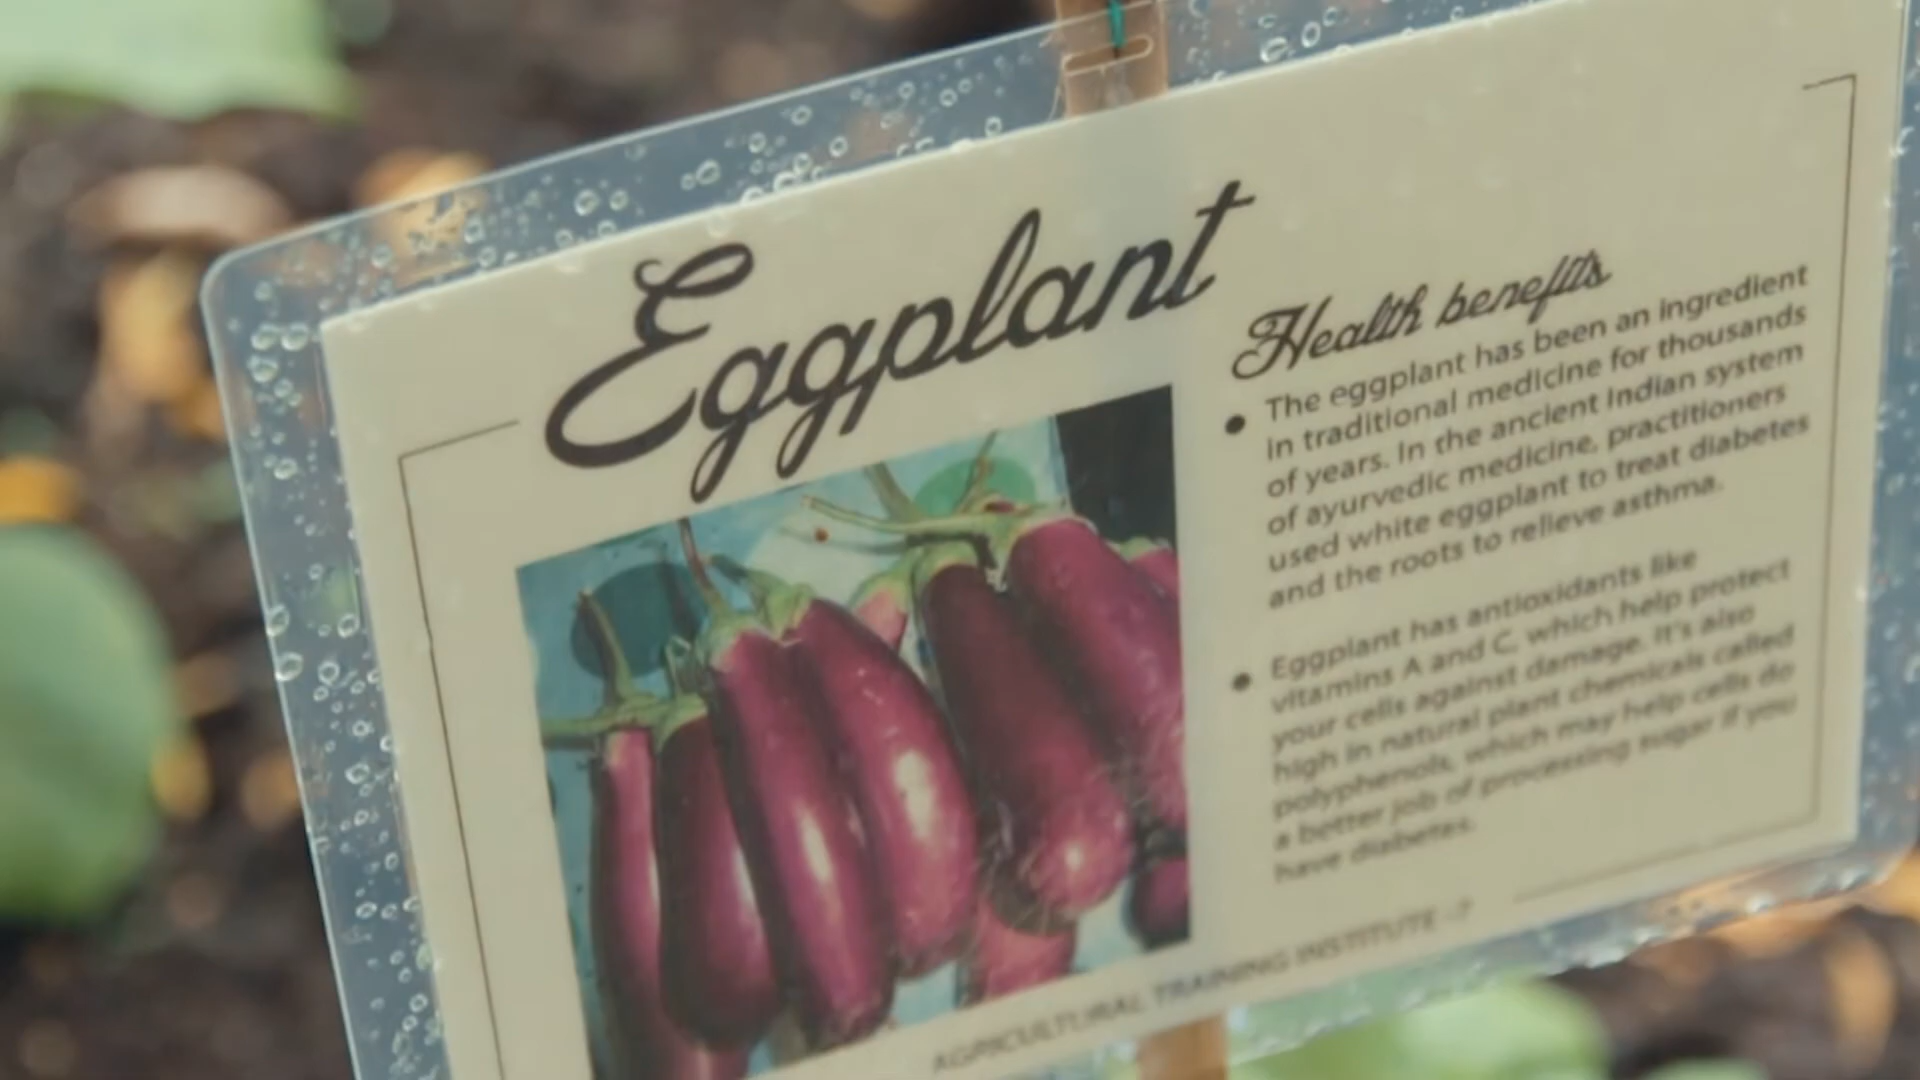 Eggplant
Health benefits
• The eggplant has been an ingredient
in traditional medicine for thousands
of years. In the ancient Indian system
of ayurvedic medicine, practitioners
used white eggplant to treat diabetes
and the roots to relieve asthma.
• Eggplant has antioxidants like
vitamins A and C, which help protect
your cells against damage. It's also
high in natural plant chemicals called
polyphenols, which may help cells do
a better job of processing sugar if you
have diabetes.
AGRICULTURAL TRAINING INSTITUTE - 7